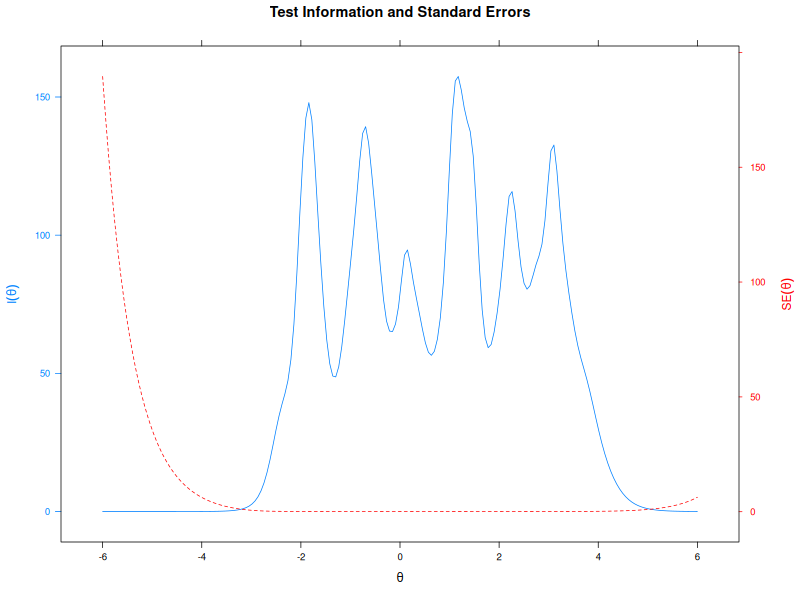 Test Information and Standard Errors
150
100
50
0
I(θ)
150
100
50
0
SE(θ)
-6 -4 -2 0 2 4 6
θ